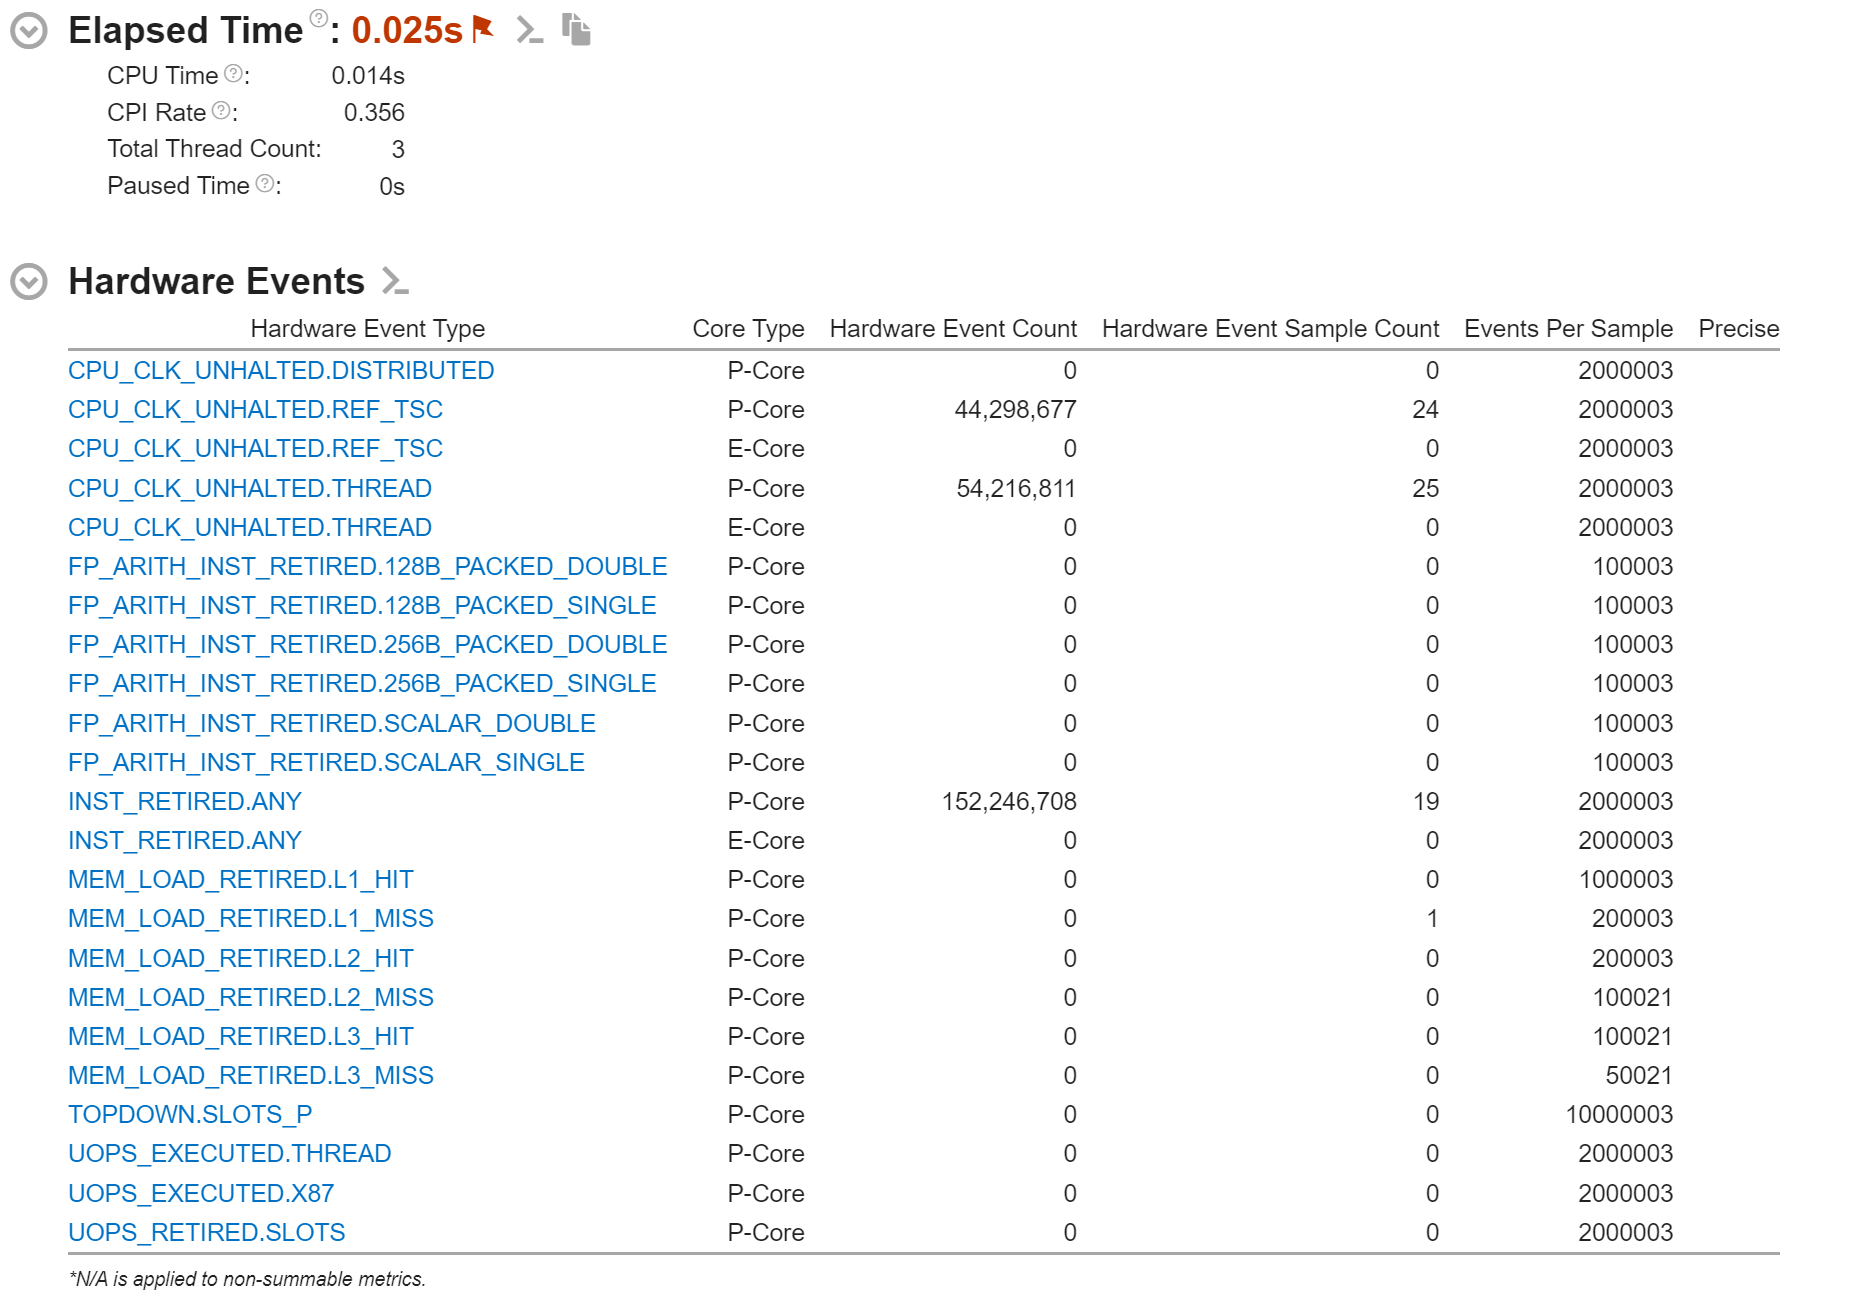 Elapsed Time ?: 0.025s
CPU Time ?: 0.014s
CPI Rate ?: 0.356
Total Thread Count: 3
Paused Time ?: 0s
Hardware Events
Hardware Event Type Core Type Hardware Event Count Hardware Event Sample Count Events Per Sample Precise
CPU_CLK_UNHALTED.DISTRIBUTED P-Core 0 0 2000003
CPU_CLK_UNHALTED.REF_TSC P-Core 44,298,677 24 2000003
CPU_CLK_UNHALTED.REF_TSC E-Core 0 0 2000003
CPU_CLK_UNHALTED.THREAD P-Core 54,216,811 25 2000003
CPU_CLK_UNHALTED.THREAD E-Core 0 0 2000003
FP_ARITH_INST_RETIRED.128B_PACKED_DOUBLE P-Core 0 0 100003
FP_ARITH_INST_RETIRED.128B_PACKED_SINGLE P-Core 0 0 100003
FP_ARITH_INST_RETIRED.256B_PACKED_DOUBLE P-Core 0 0 100003
FP_ARITH_INST_RETIRED.256B_PACKED_SINGLE P-Core 0 0 100003
FP_ARITH_INST_RETIRED.SCALAR_DOUBLE P-Core 0 0 100003
FP_ARITH_INST_RETIRED.SCALAR_SINGLE P-Core 0 0 100003
INST_RETIRED.ANY P-Core 152,246,708 19 2000003
INST_RETIRED.ANY E-Core 0 0 2000003
MEM_LOAD_RETIRED.L1_HIT P-Core 0 0 1000003
MEM_LOAD_RETIRED.L1_MISS P-Core 0 1 200003
MEM_LOAD_RETIRED.L2_HIT P-Core 0 0 200003
MEM_LOAD_RETIRED.L2_MISS P-Core 0 0 100021
MEM_LOAD_RETIRED.L3_HIT P-Core 0 0 100021
MEM_LOAD_RETIRED.L3_MISS P-Core 0 0 50021
TOPDOWN.SLOTS_P P-Core 0 0 10000003
UOPS_EXECUTED.THREAD P-Core 0 0 2000003
UOPS_EXECUTED.X87 P-Core 0 0 2000003
UOPS_RETIRED.SLOTS P-Core 0 0 2000003
*N/A is applied to non-summable metrics.